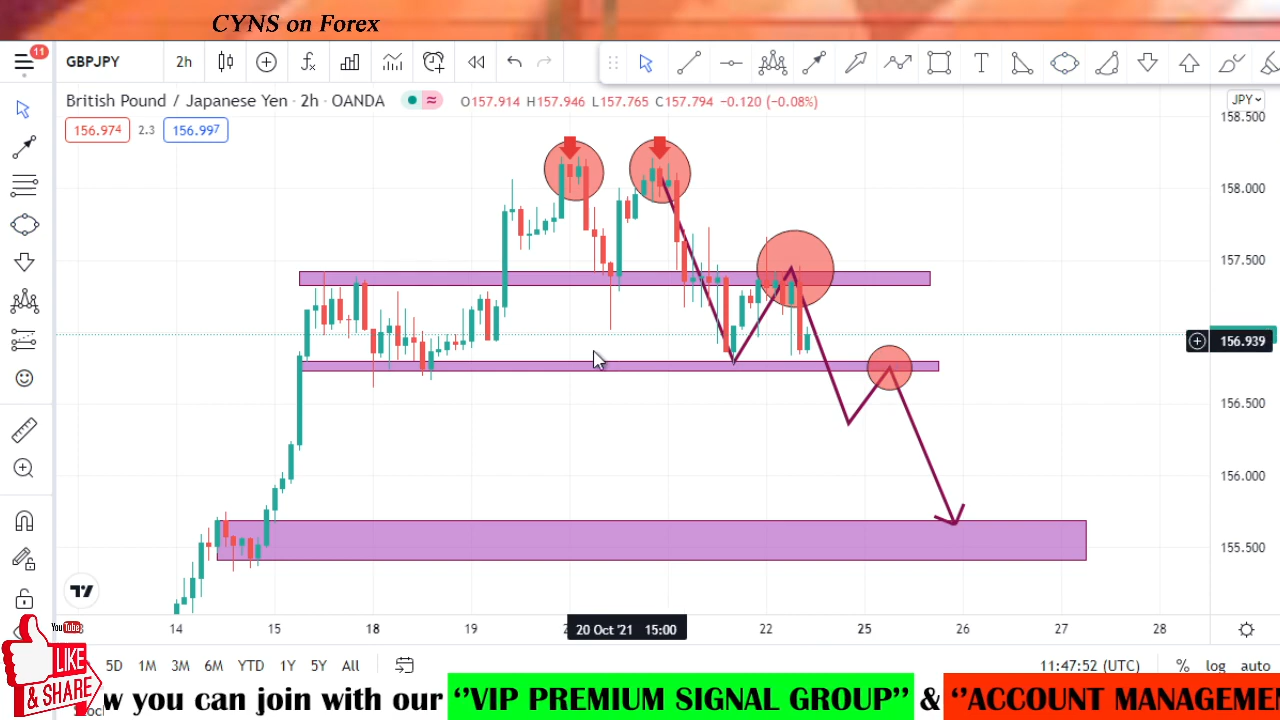 CYNS on Forex
11
GBPJPY 2h
British Pound / Japanese Yen · 2h · OANDA O157.914 H157.946 L157.765 C157.794 −0.120 (−0.08%)
JPY
156.974 2.3 156.997
158.500
158.000
157.500
156.939
156.500
156.000
155.500
14 15 18 19 20 Oct '21 15:00 22 25 26 27 28
5D 1M 3M 6M YTD 1Y 5Y All 11:47:52 (UTC) % log auto
YouTube
LIKE
& SHARE
w you can join with our “VIP PREMIUM SIGNAL GROUP” & “ACCOUNT MANAGEME